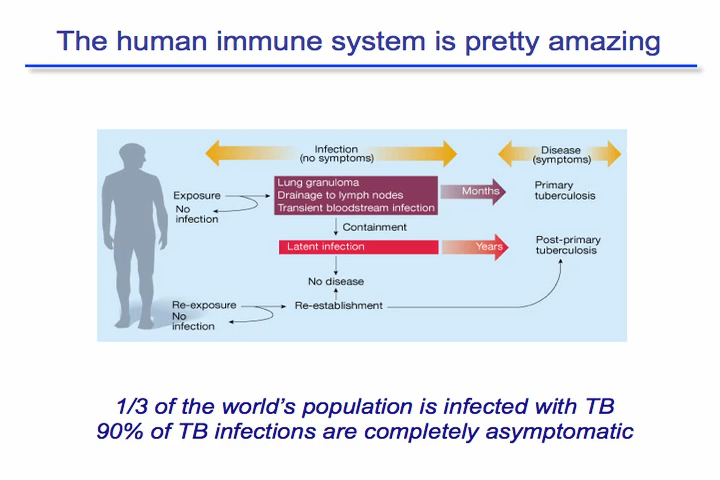 The human immune system is pretty amazing
Infection
(no symptoms)
Disease
(symptoms)
Exposure
No
infection
Lung granuloma
Drainage to lymph nodes
Transient bloodstream infection
Months
Primary
tuberculosis
Containment
Latent infection
Years
Post-primary
tuberculosis
No disease
Re-exposure
No
infection
Re-establishment
1/3 of the world's population is infected with TB
90% of TB infections are completely asymptomatic